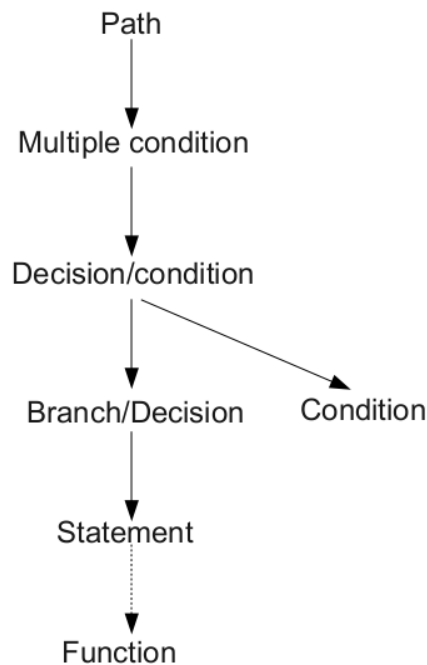 Path
Multiple condition
Decision/condition
Branch/Decision
Condition
Statement
Function